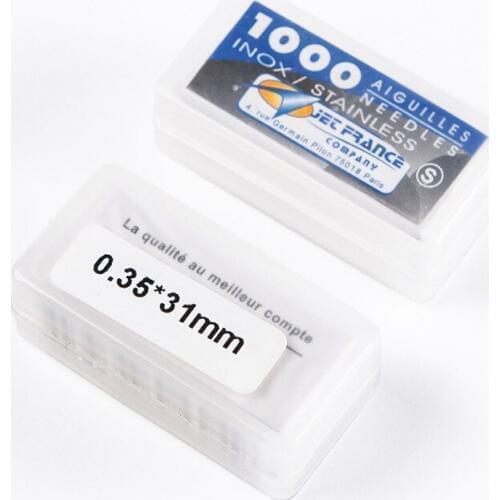 1000
AIGUILLES
NEEDLES
INOX / STAINLESS
JET FRANCE
COMPANY
4, rue Germain Pilon 75018 Paris
S
La qualité au meilleur compte
0.35*31mm